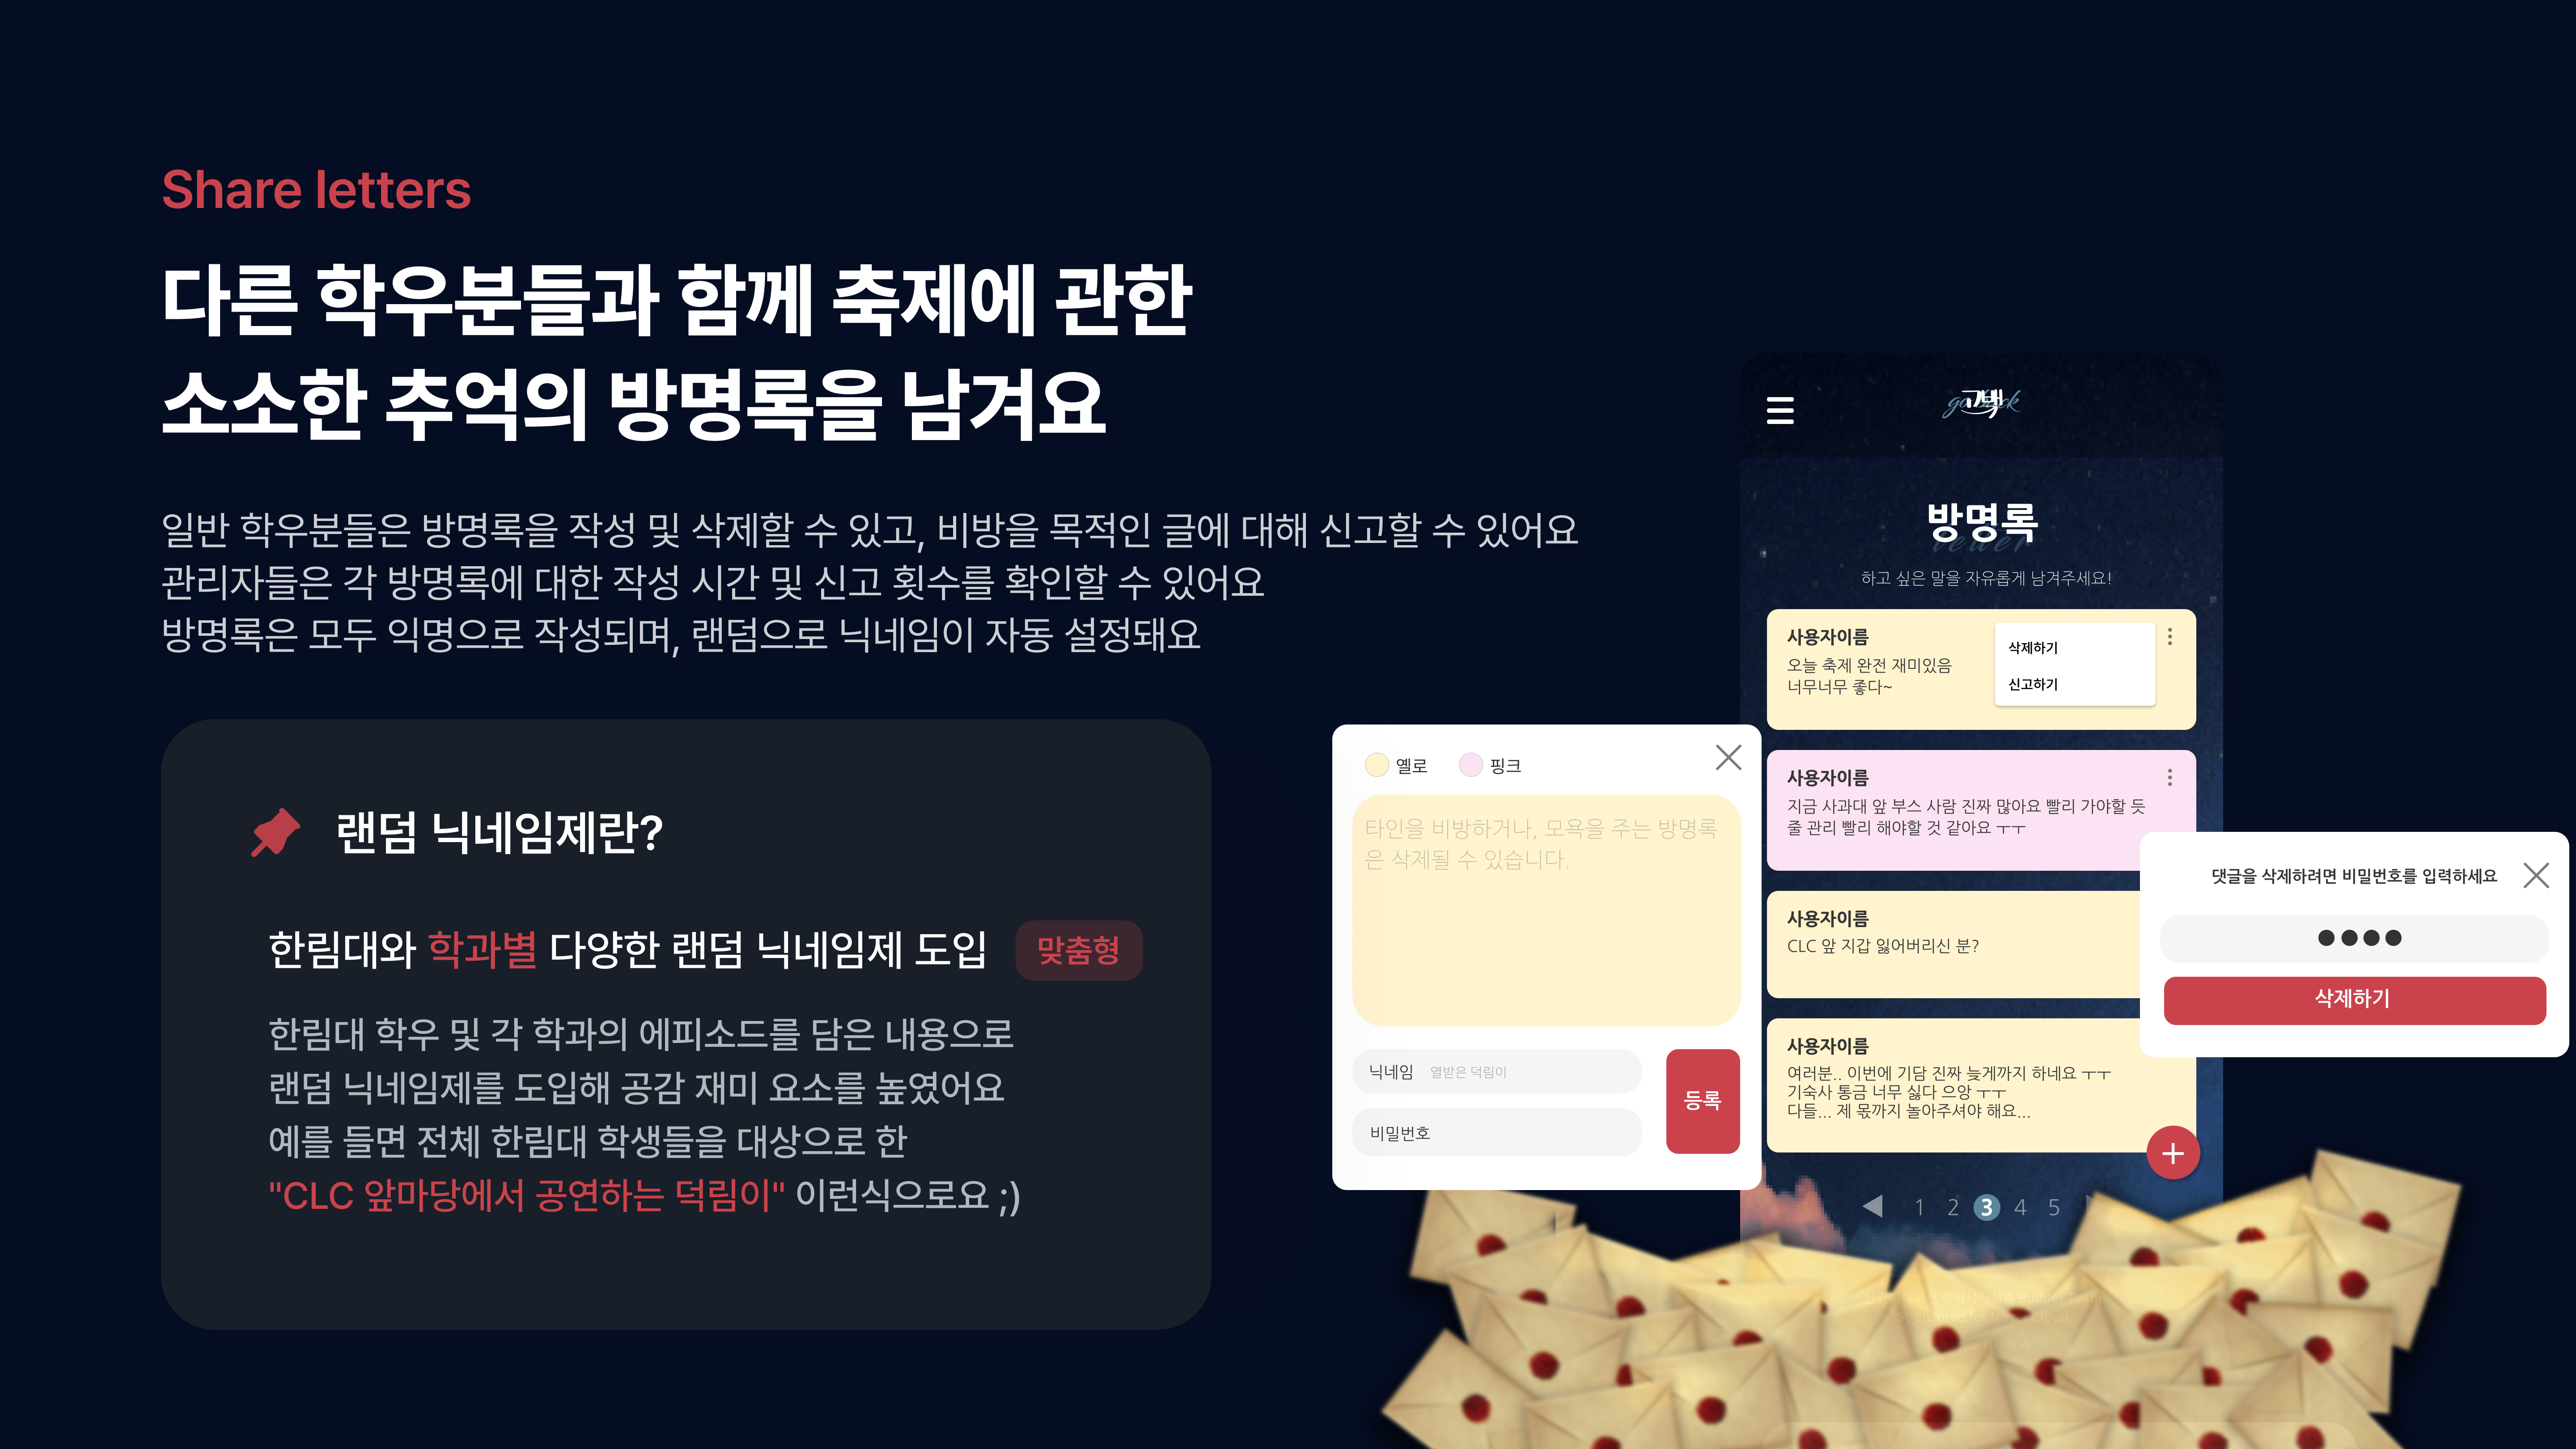 Share letters
다른 학우분들과 함께 축제에 관한
소소한 추억의 방명록을 남겨요
일반 학우분들은 방명록을 작성 및 삭제할 수 있고, 비방을 목적인 글에 대해 신고할 수 있어요
관리자들은 각 방명록에 대한 작성 시간 및 신고 횟수를 확인할 수 있어요
방명록은 모두 익명으로 작성되며, 랜덤으로 닉네임이 자동 설정돼요
랜덤 닉네임제란?
한림대와 학과별 다양한 랜덤 닉네임제 도입 맞춤형
한림대 학우 및 각 학과의 에피소드를 담은 내용으로
랜덤 닉네임제를 도입해 공감 재미 요소를 높였어요
예를 들면 전체 한림대 학생들을 대상으로 한
"CLC 앞마당에서 공연하는 덕림이" 이런식으로요 ;)
옐로 핑크
타인을 비방하거나, 모욕을 주는 방명록
은 삭제될 수 있습니다.
닉네임 열받은 덕림이
비밀번호
등록
고백
go back
방명록
letter
하고 싶은 말을 자유롭게 남겨주세요!
사용자이름
오늘 축제 완전 재미있음
너무너무 좋다~
삭제하기
신고하기
사용자이름
지금 사과대 앞 부스 사람 진짜 많아요 빨리 가야할 듯
줄 관리 빨리 해야할 것 같아요 ㅜㅜ
사용자이름
CLC 앞 지갑 잃어버리신 분?
사용자이름
여러분.. 이번에 기담 진짜 늦게까지 하네요 ㅜㅜ
기숙사 통금 너무 싫다 으앙 ㅜㅜ
다들... 제 몫까지 놀아주셔야 해요...
1 2 3 4 5
댓글을 삭제하려면 비밀번호를 입력하세요
삭제하기